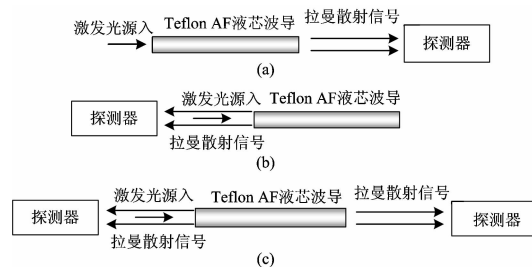 激发光源入 Teflon AF液芯波导 拉曼散射信号 探测器
(a)
探测器 激发光源入 Teflon AF液芯波导
拉曼散射信号
(b)
探测器 激发光源入 Teflon AF液芯波导 拉曼散射信号 探测器
拉曼散射信号
(c)